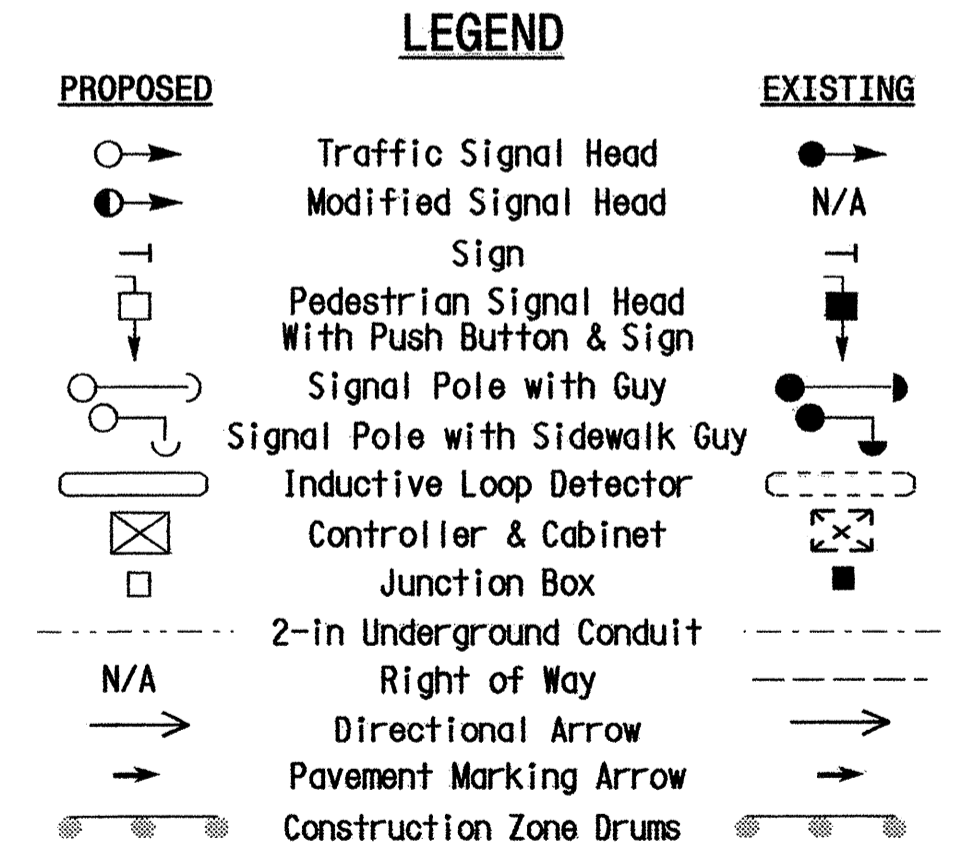 LEGEND
PROPOSED
EXISTING
Traffic Signal Head
Modified Signal Head N/A
Sign
Pedestrian Signal Head
With Push Button & Sign
Signal Pole with Guy
Signal Pole with Sidewalk Guy
Inductive Loop Detector
Controller & Cabinet
Junction Box
2-in Underground Conduit
N/A Right of Way
Directional Arrow
Pavement Marking Arrow
Construction Zone Drums